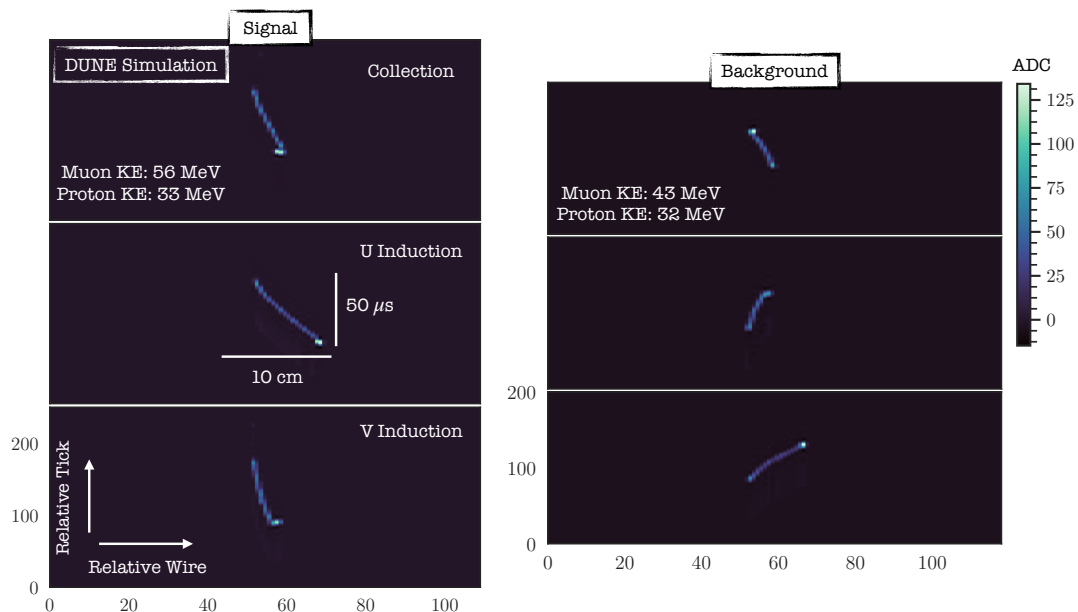 Signal
DUNE Simulation
Collection
Muon KE: 56 MeV
Proton KE: 33 MeV
U Induction
50 μs
10 cm
V Induction
Relative Tick
Relative Wire
200
100
0
0
20
40
60
80
100
Background
Muon KE: 43 MeV
Proton KE: 32 MeV
200
100
0
0
20
40
60
80
100
ADC
125
100
75
50
25
0